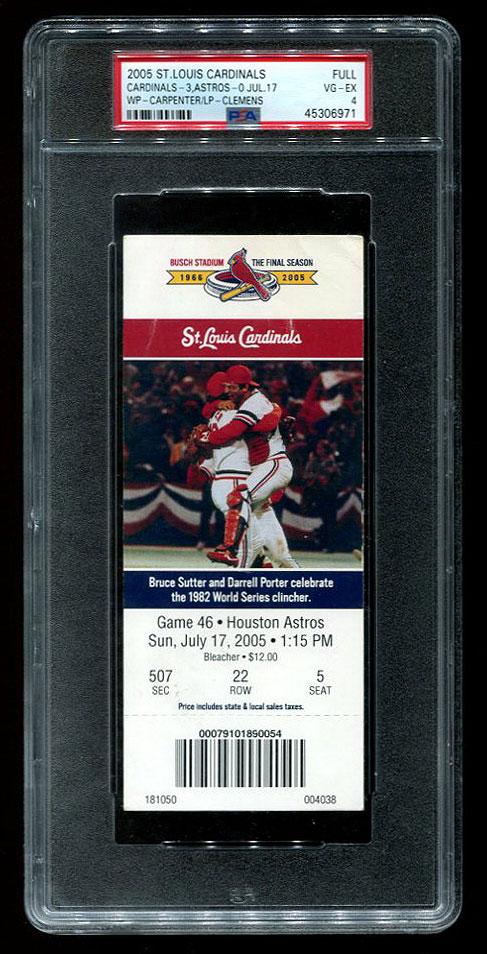 2005 ST.LOUIS CARDINALS FULL
CARDINALS-3,ASTROS-0 JUL.17 VG-EX
WP-CARPENTER/LP-CLEMENS 4
PSA 45306971
BUSCH STADIUM THE FINAL SEASON
1966 2005
St. Louis Cardinals
Bruce Sutter and Darrell Porter celebrate
the 1982 World Series clincher.
Game 46 • Houston Astros
Sun, July 17, 2005 • 1:15 PM
Bleacher • $12.00
507 22 5
SEC ROW SEAT
Price includes state & local sales taxes.
00079101890054
181050 004038